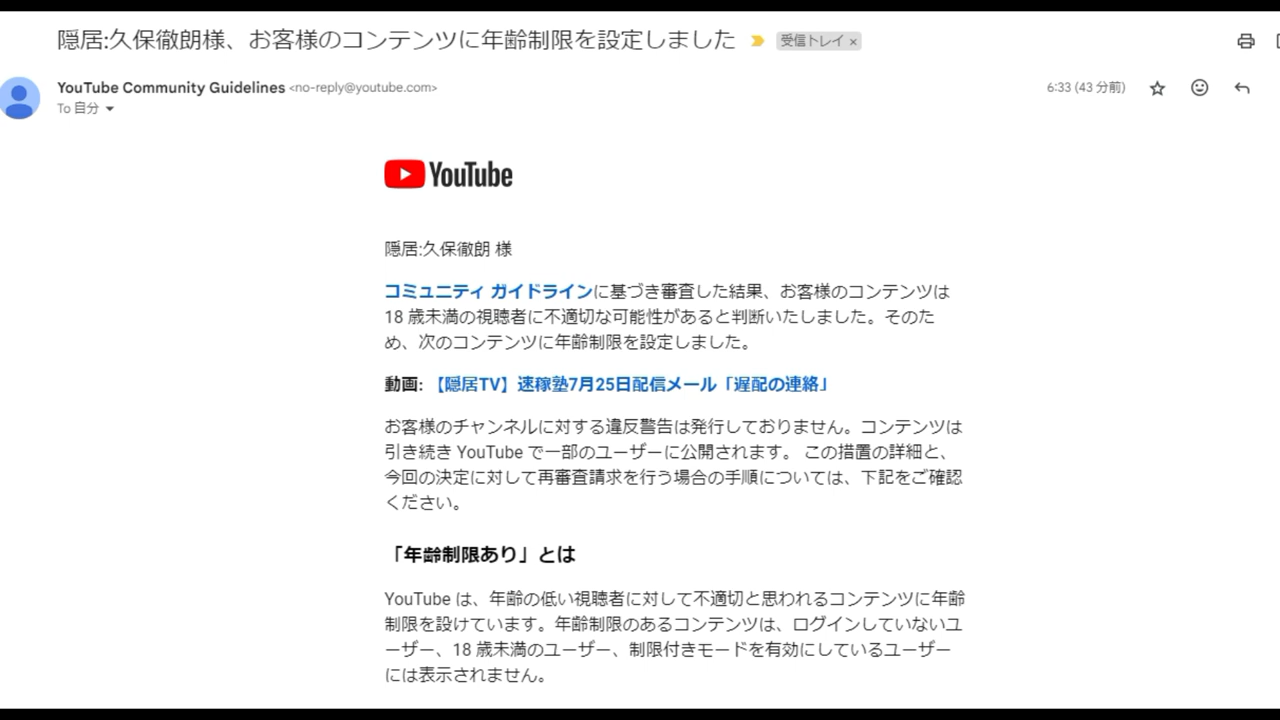 隠居:久保徹朗様、お客様のコンテンツに年齢制限を設定しました 受信トレイ ×
YouTube Community Guidelines <no-reply@youtube.com>
6:33 (43 分前)
To 自分
YouTube
隠居:久保徹朗 様
コミュニティ ガイドラインに基づき審査した結果、お客様のコンテンツは
18 歳未満の視聴者に不適切な可能性があると判断いたしました。そのた
め、次のコンテンツに年齢制限を設定しました。
動画: 【隠居TV】速稼塾7月25日配信メール「遅配の連絡」
お客様のチャンネルに対する違反警告は発行しておりません。コンテンツは
引き続き YouTube で一部のユーザーに公開されます。 この措置の詳細と、
今回の決定に対して再審査請求を行う場合の手順については、下記をご確認
ください。
「年齢制限あり」とは
YouTube は、年齢の低い視聴者に対して不適切と思われるコンテンツに年齢
制限を設けています。年齢制限のあるコンテンツは、ログインしていないユ
ーザー、18 歳未満のユーザー、制限付きモードを有効にしているユーザー
には表示されません。